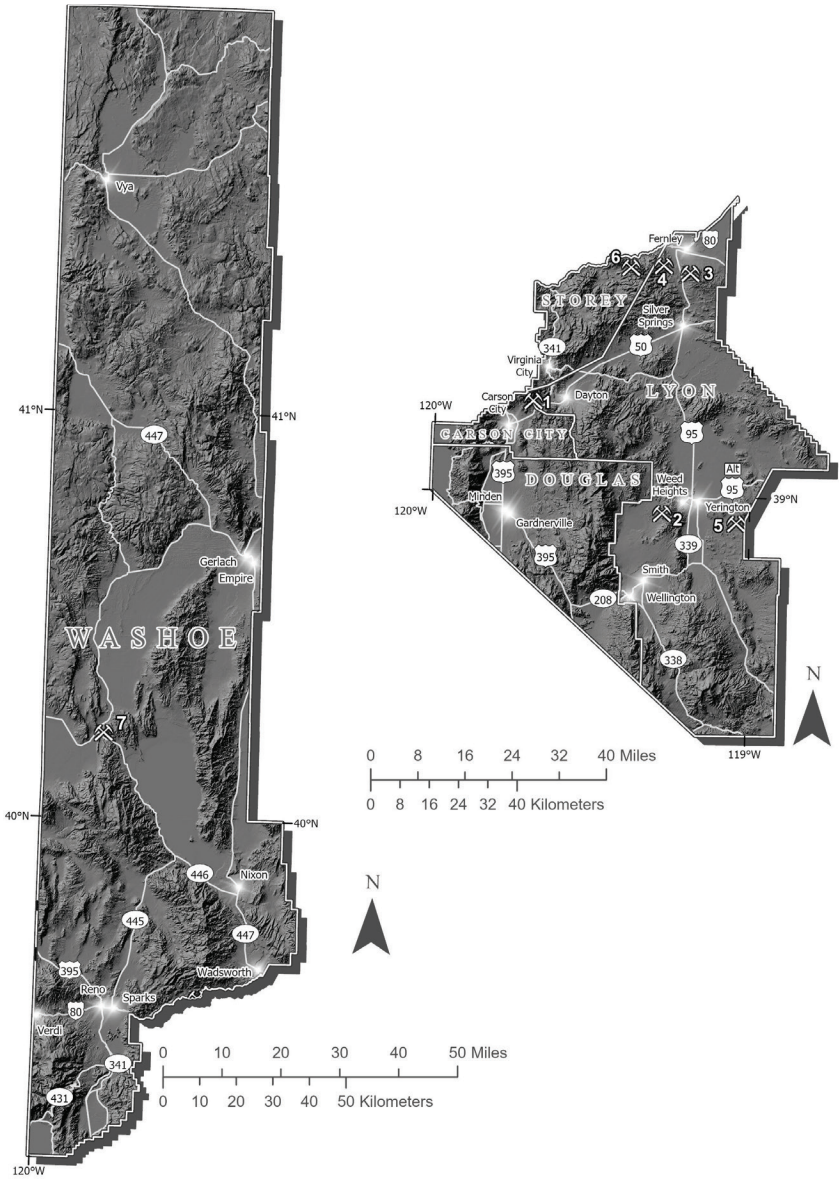 Vya
41°N
41°N
447
Gerlach
Empire
WASHOE
7
40°N
40°N
446
Nixon
445
447
395
Wadsworth
Reno
Sparks
80
Verdi
341
431
120°W
N
0 10 20 30 40 50 Miles
0 10 20 30 40 50 Kilometers
Fernley
80
6
4
3
STOREY
Silver
Springs
341
50
Virginia
City
LYON
Dayton
120°W
Carson
City
1
CARSON CITY
95
395
DOUGLAS
Alt
95
Weed
Heights
39°N
120°W
Minden
Yerington
2
5
Gardnerville
339
395
Smith
208
Wellington
338
N
119°W
0 8 16 24 32 40 Miles
0 8 16 24 32 40 Kilometers